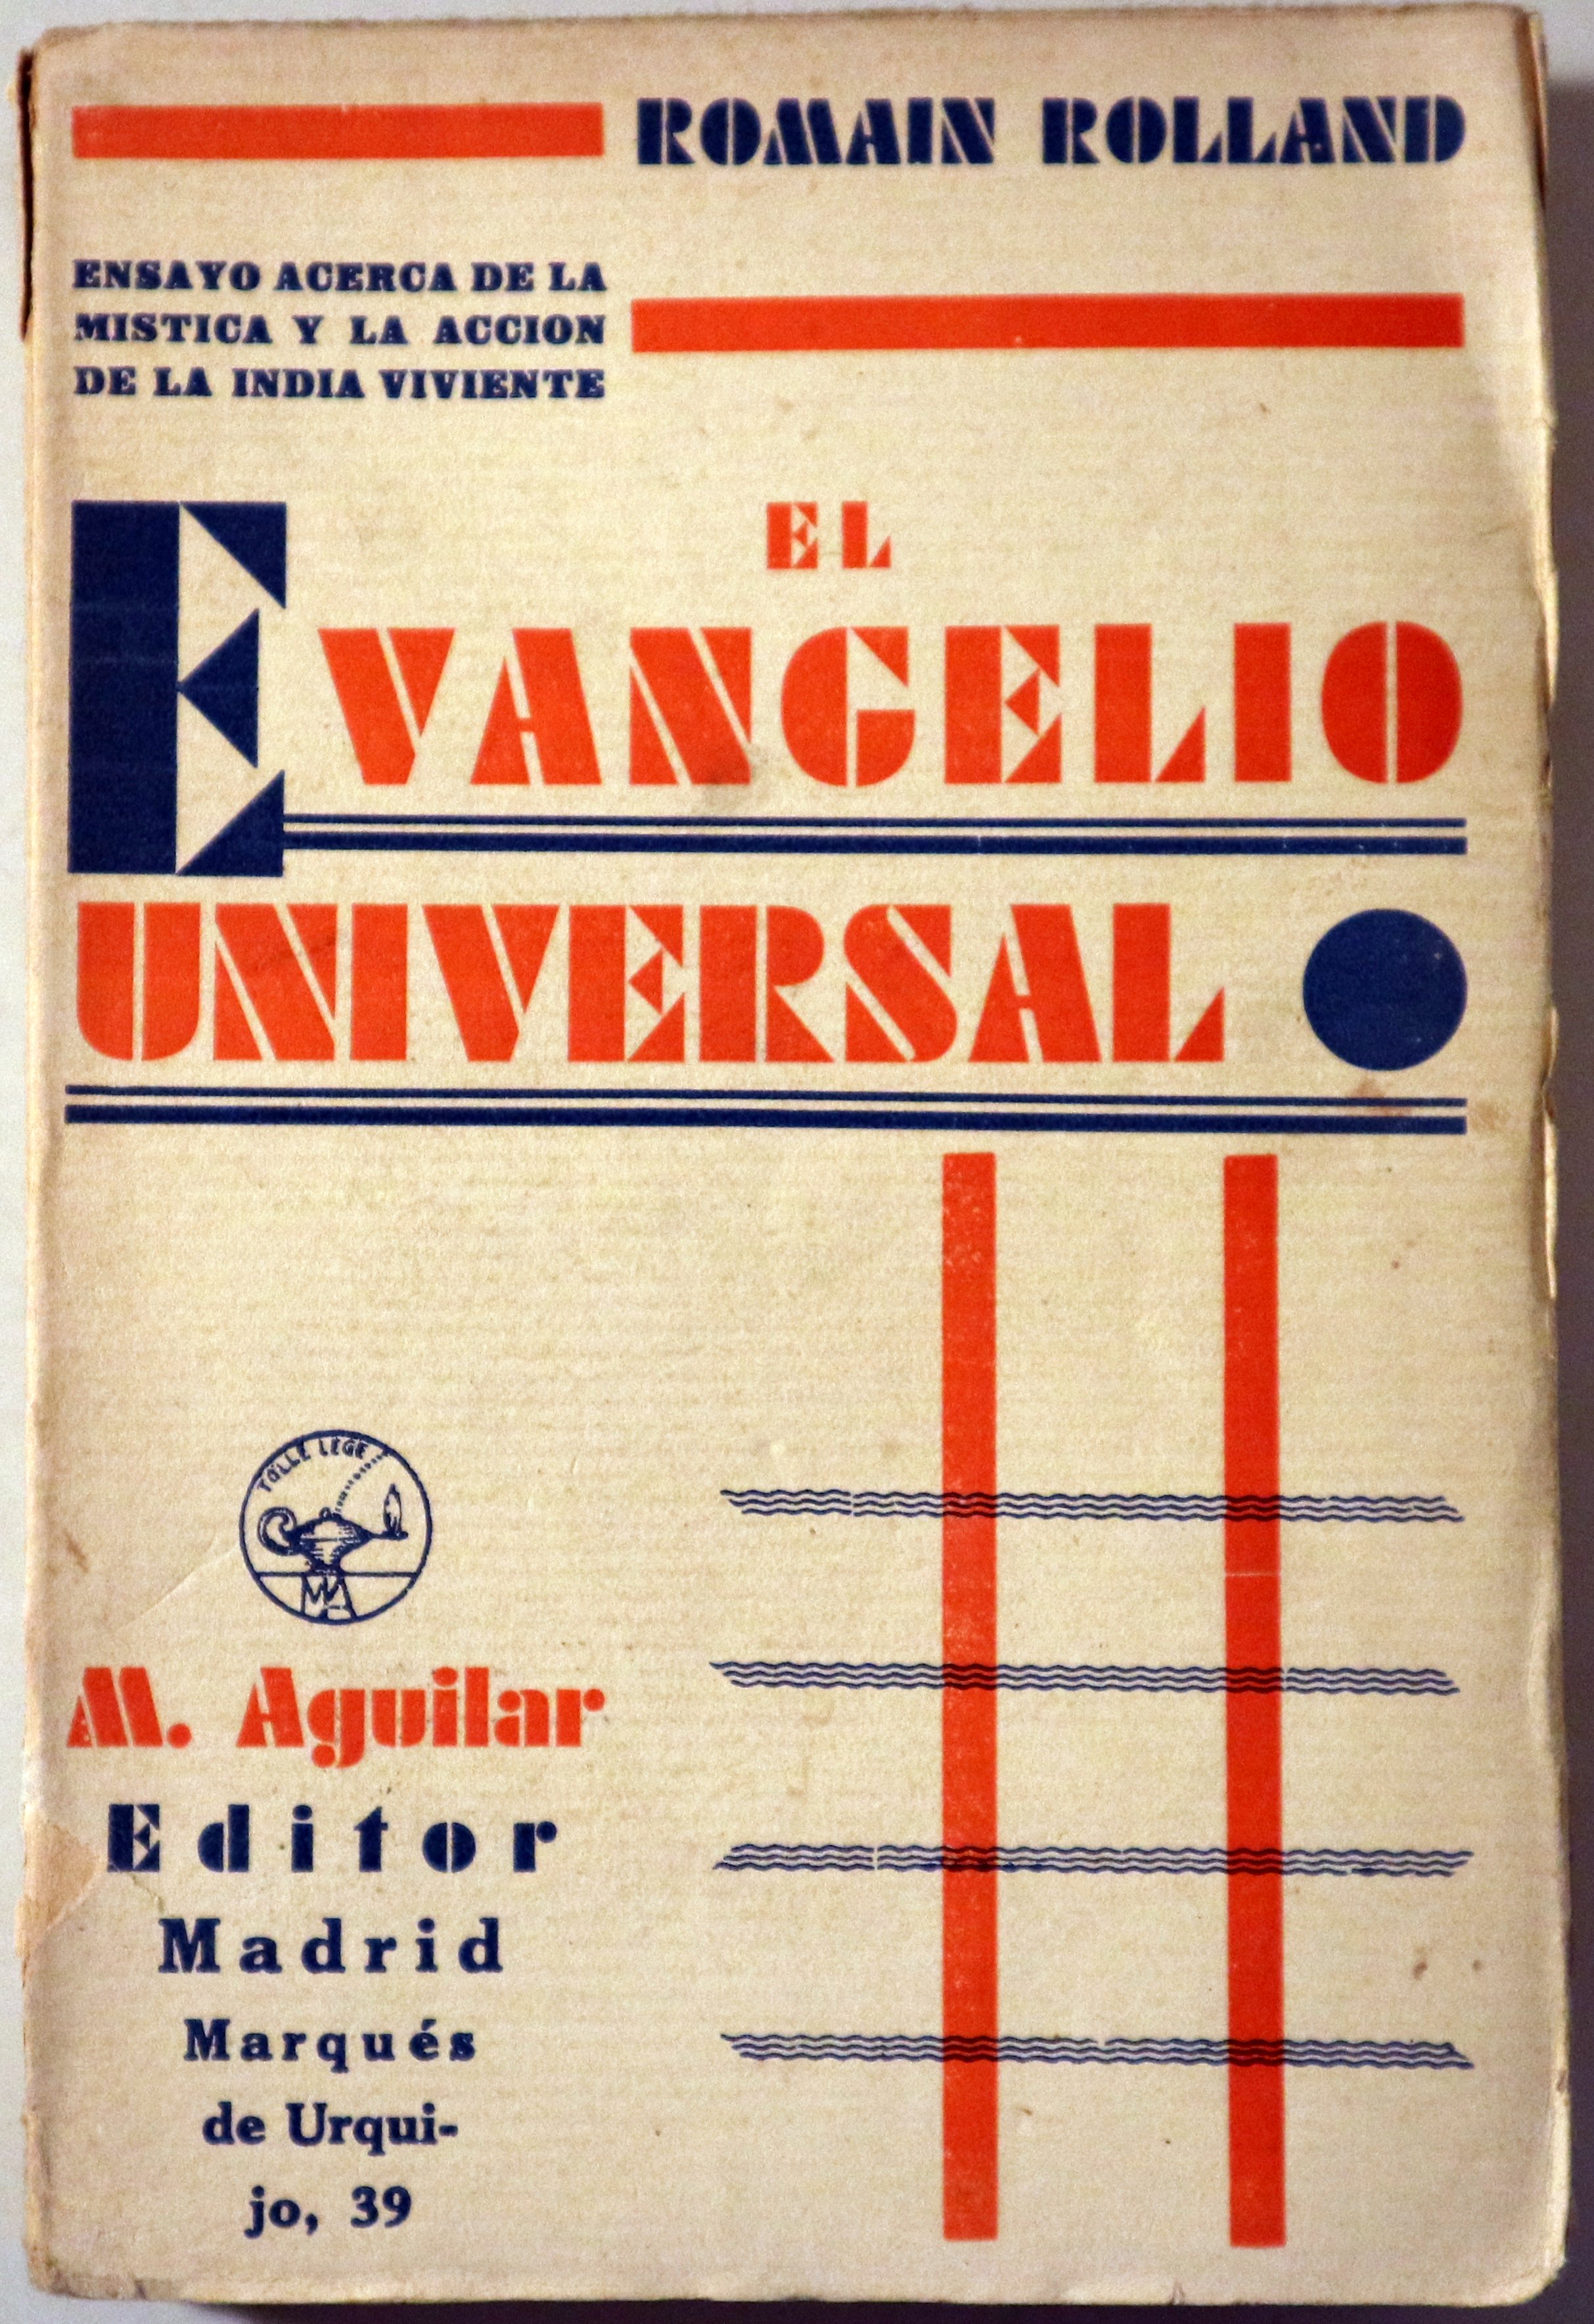 ROMAIN ROLLAND
ENSAYO ACERCA DE LA
MISTICA Y LA ACCION
DE LA INDIA VIVIENTE
EL
EVANGELIO
UNIVERSAL
TOLLE LEGE
MA
M. Aguilar
Editor
Madrid
Marqués
de Urqui-
jo, 39